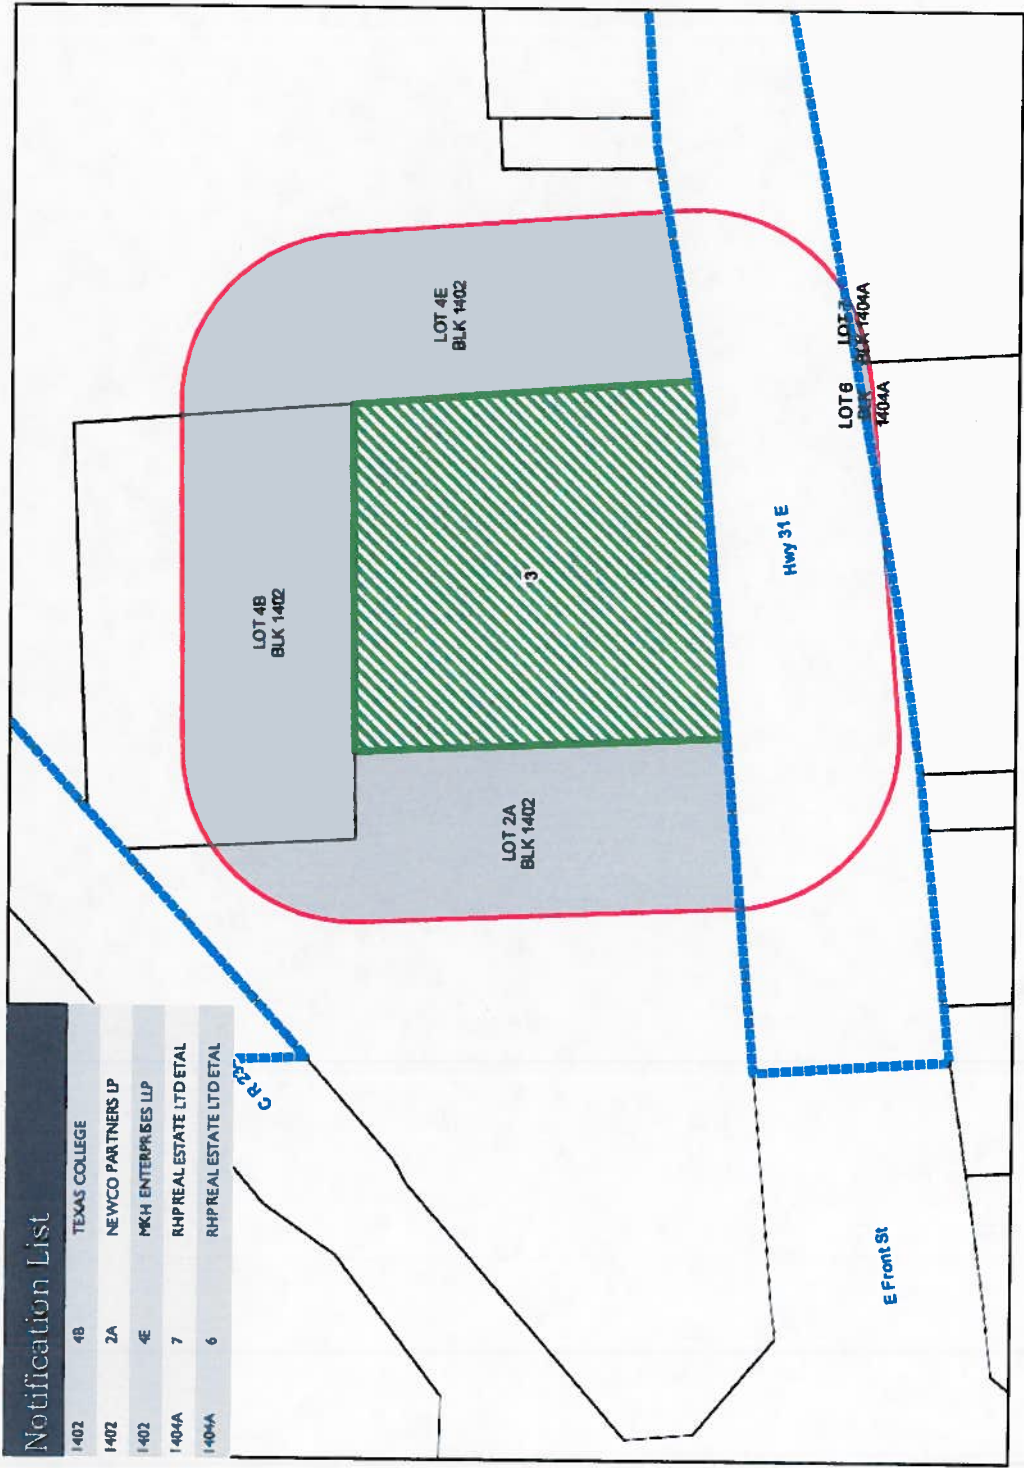 Notification List
1402 4B TEXAS COLLEGE
1402 2A NEWCO PARTNERS LP
1402 4E MKH ENTERPRISES LLP
1404A 7 RHP REAL ESTATE LTD ETAL
1404A 6 RHP REAL ESTATE LTD ETAL
LOT 4B
BLK 1402
LOT 4E
BLK 1402
LOT 2A
BLK 1402
3
LOT 6
BLK
1404A
LOT 7
BLK 1404A
Hwy 31 E
E Front St